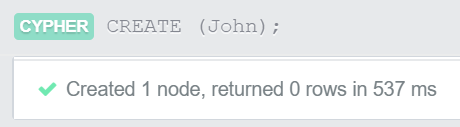 CYPHER CREATE (John);
Created 1 node, returned 0 rows in 537 ms